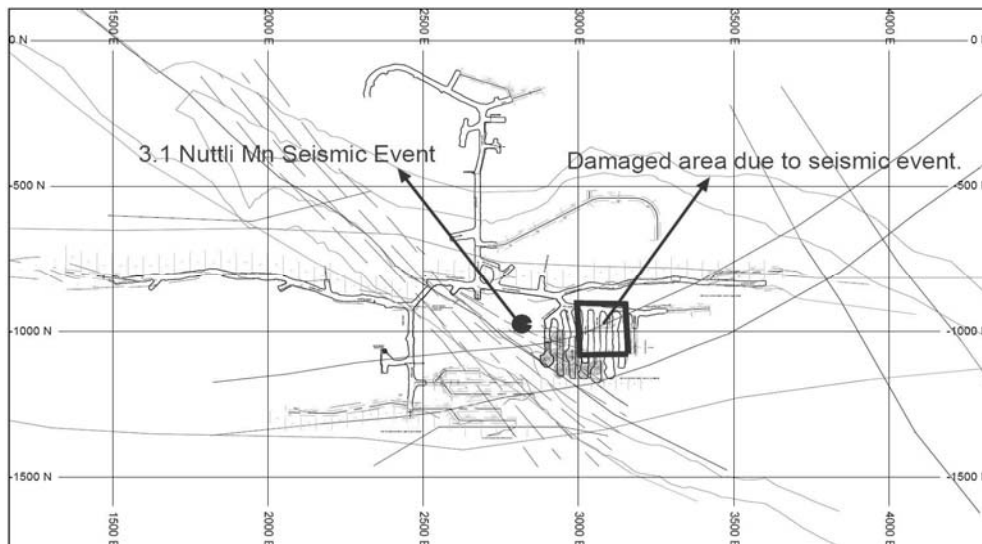 1500 E 2000 E 2500 E 3000 E 3500 E 4000 E
0 N
3.1 Nuttli Mn Seismic Event
Damaged area due to seismic event.
-500 N -500 N
-1000 N -1000 N
-1500 N -1500 N
1500 E 2000 E 2500 E 3000 E 3500 E 4000 E